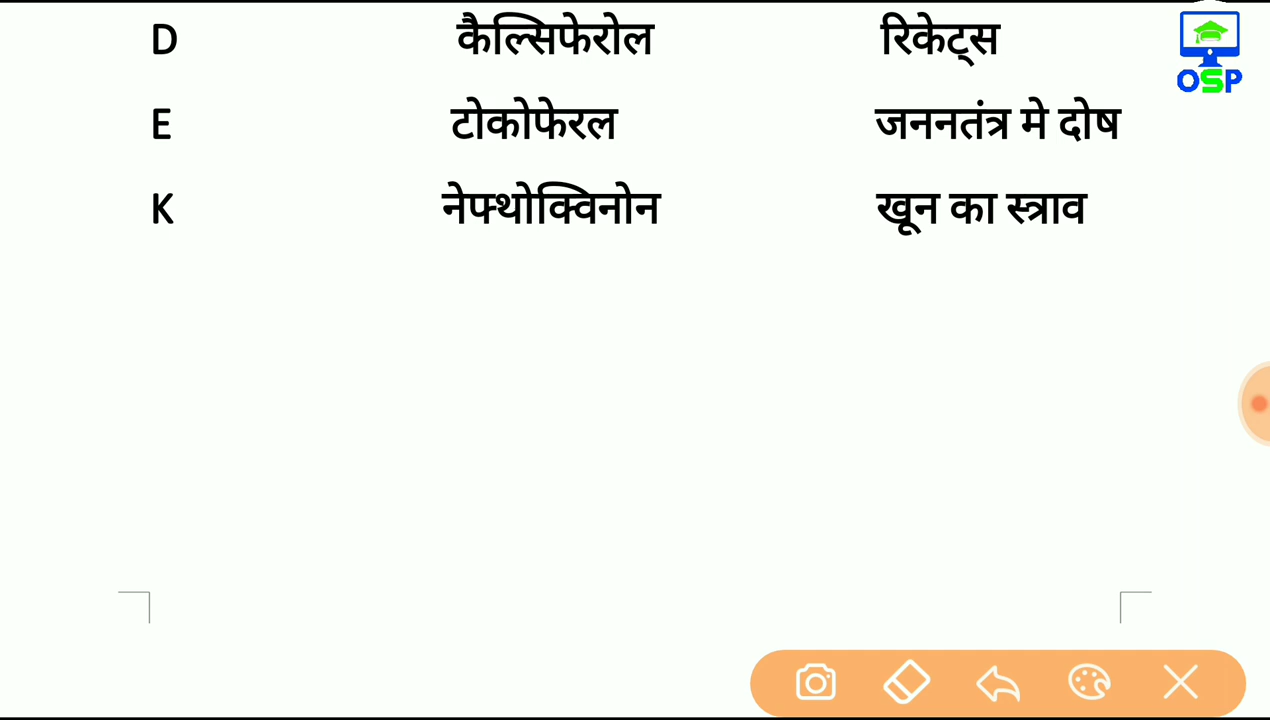 D कैल्सिफेरोल रिकेट्स
E टोकोफेरल जननतंत्र मे दोष
K नेफ्थोक्विनोन खून का स्त्राव
OSP